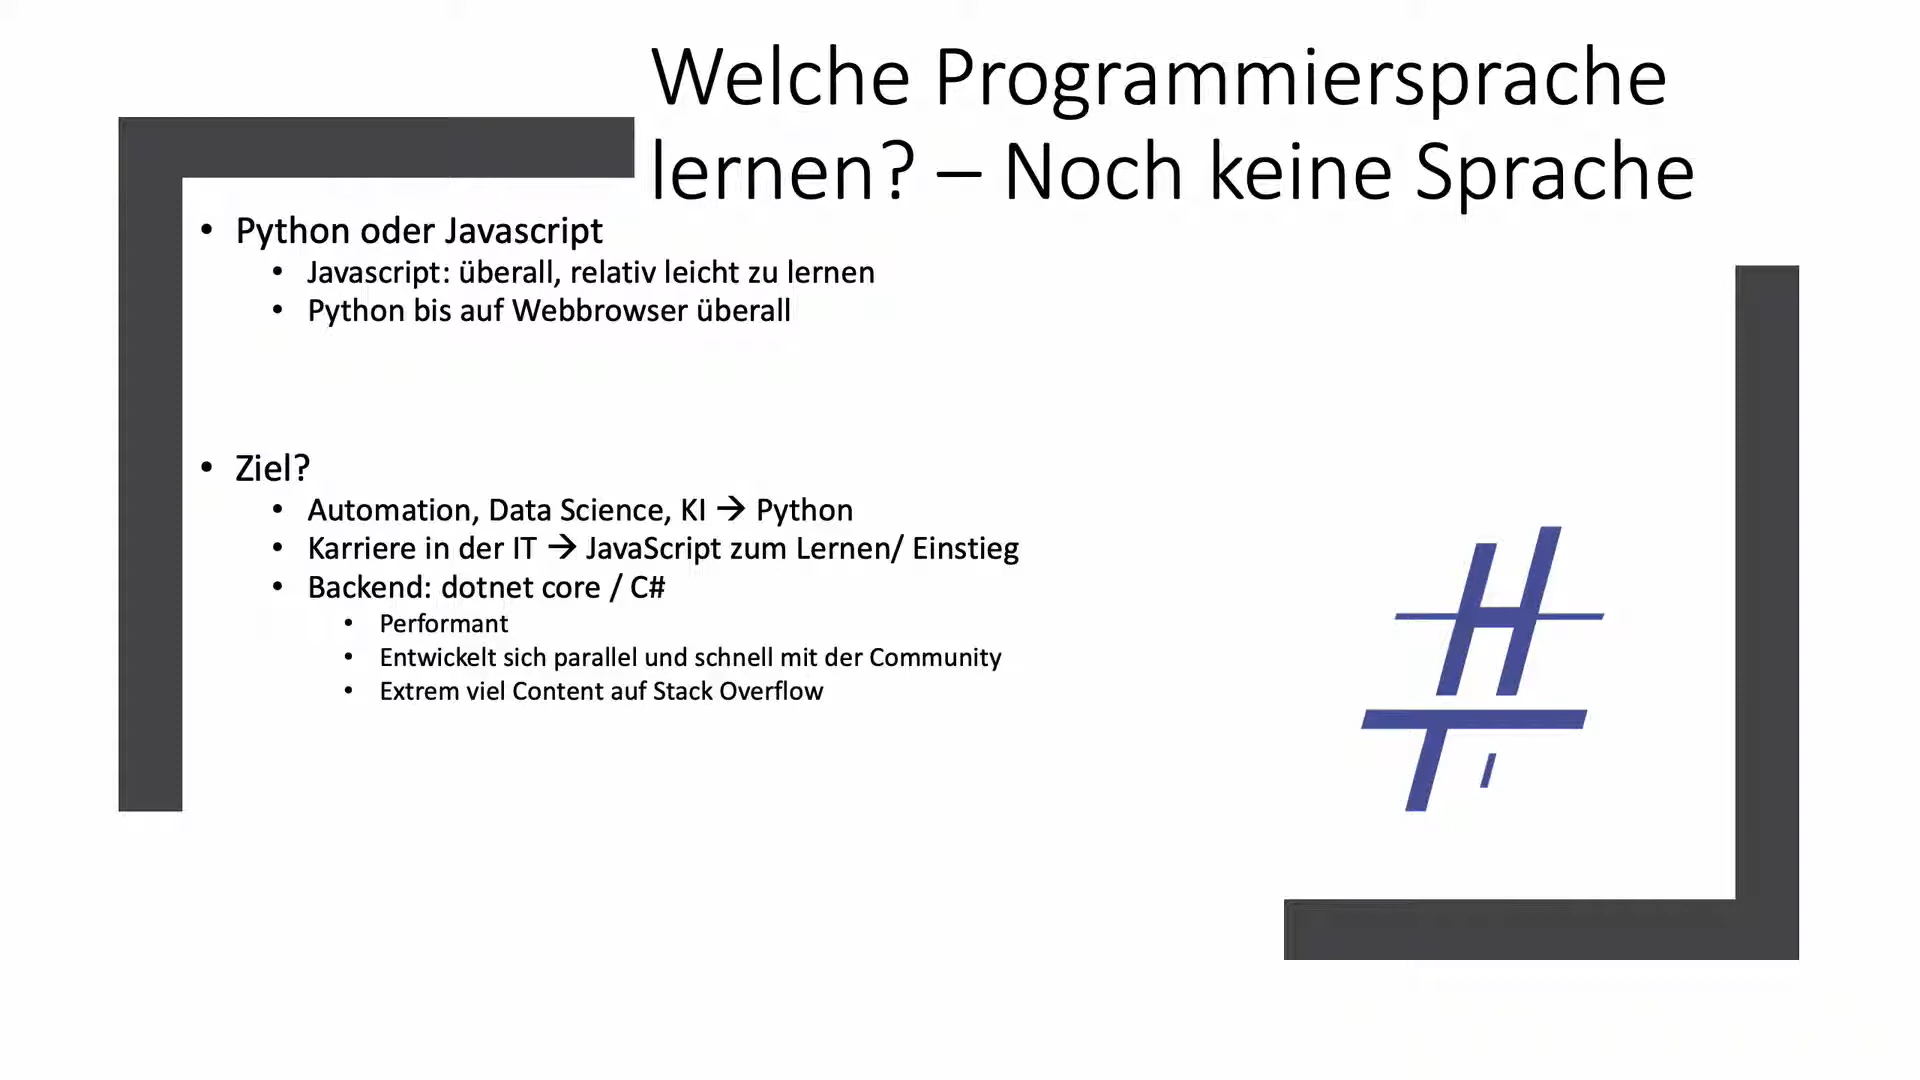 Welche Programmiersprache
lernen? – Noch keine Sprache
• Python oder Javascript
• Javascript: überall, relativ leicht zu lernen
• Python bis auf Webbrowser überall
• Ziel?
• Automation, Data Science, KI → Python
• Karriere in der IT → JavaScript zum Lernen/ Einstieg
• Backend: dotnet core / C#
• Performant
• Entwickelt sich parallel und schnell mit der Community
• Extrem viel Content auf Stack Overflow